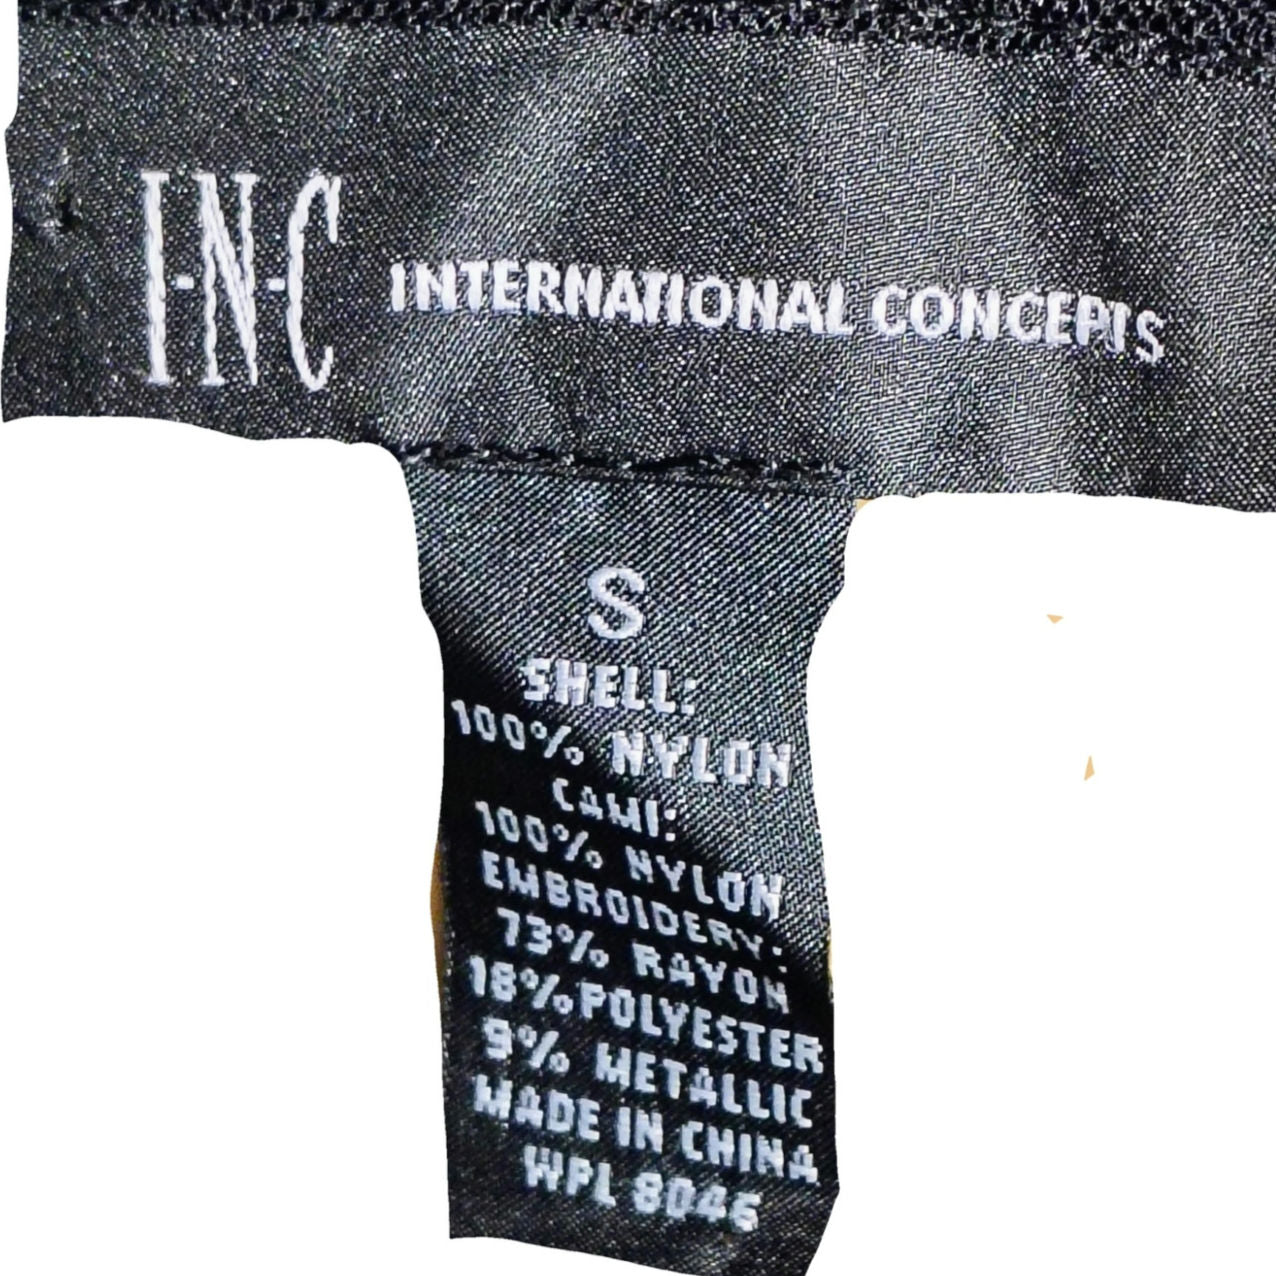 I-N-C INTERNATIONAL CONCEPTS
S
SHELL:
100% NYLON
CAMI:
100% NYLON
EMBROIDERY:
73% RAYON
18% POLYESTER
9% METALLIC
MADE IN CHINA
WPL 8046